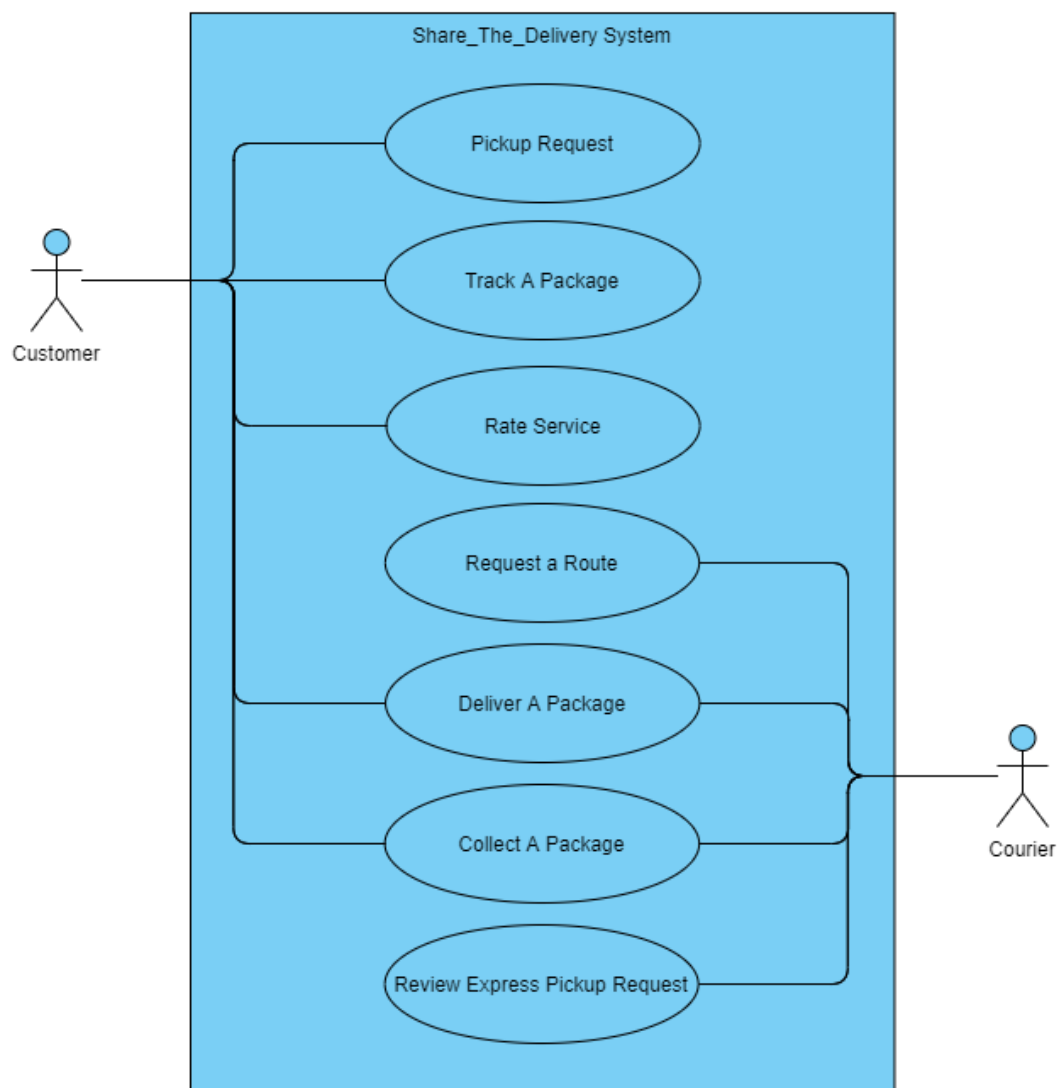 Share_The_Delivery System
Pickup Request
Track A Package
Customer
Rate Service
Request a Route
Deliver A Package
Collect A Package
Courier
Review Express Pickup Request